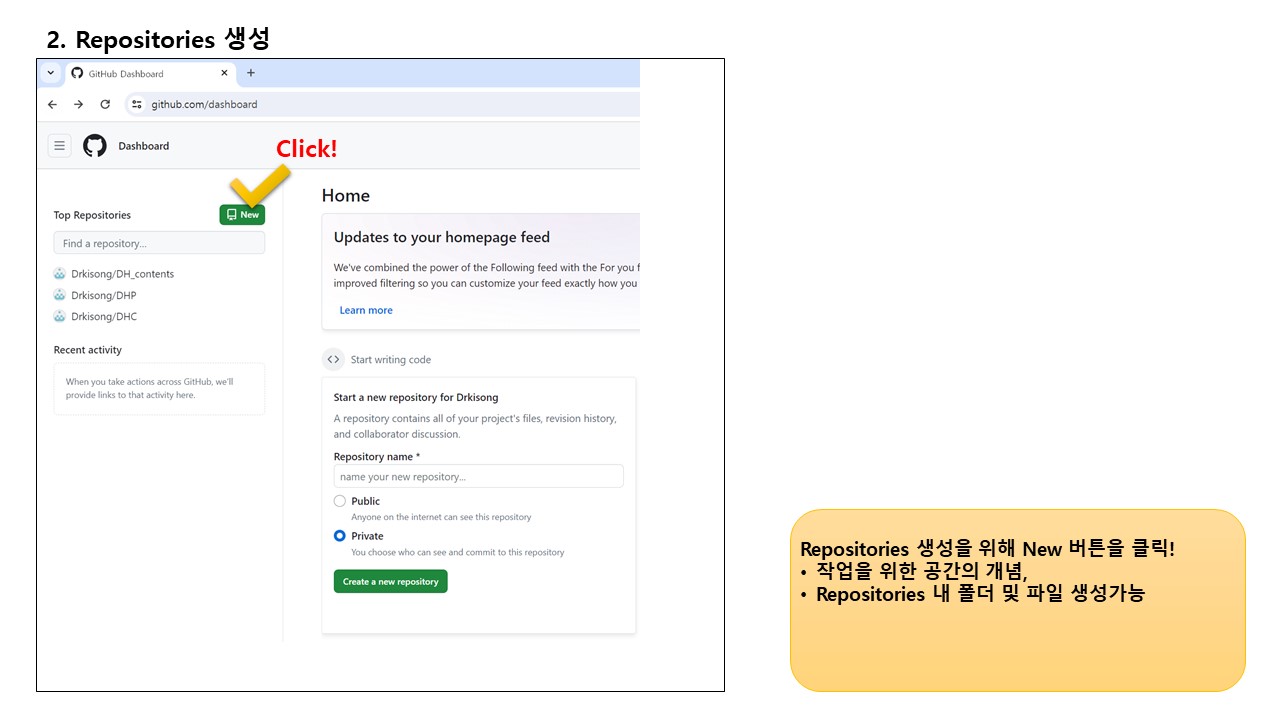 2. Repositories 생성
GitHub Dashboard
github.com/dashboard
Dashboard
Click!
Top Repositories
New
Find a repository...
Drkisong/DH_contents
Drkisong/DHP
Drkisong/DHC
Recent activity
When you take actions across GitHub, we'll
provide links to that activity here.
Home
Updates to your homepage feed
We've combined the power of the Following feed with the For you f
improved filtering so you can customize your feed exactly how you
Learn more
Start writing code
Start a new repository for Drkisong
A repository contains all of your project's files, revision history,
and collaborator discussion.
Repository name *
name your new repository...
Public
Anyone on the internet can see this repository
Private
You choose who can see and commit to this repository
Create a new repository
Repositories 생성을 위해 New 버튼을 클릭!
• 작업을 위한 공간의 개념,
• Repositories 내 폴더 및 파일 생성가능